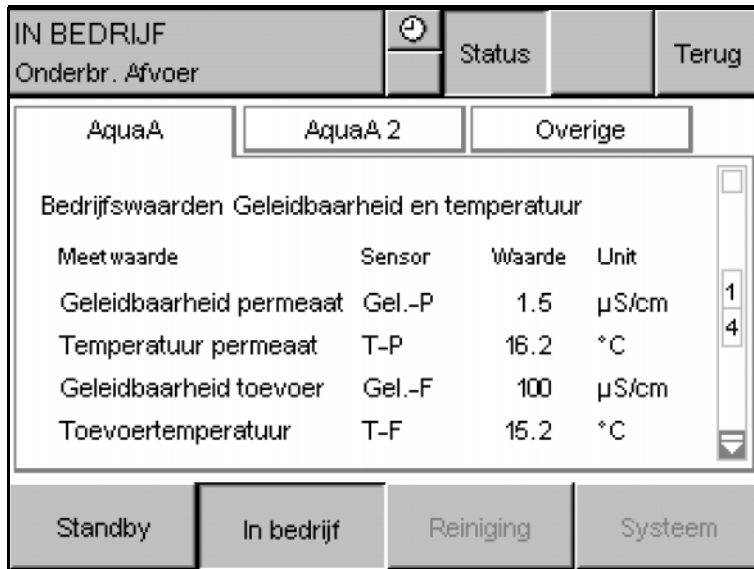 IN BEDRIJF
Onderbr. Afvoer
Status
Terug
AquaA
AquaA 2
Overige
Bedrijfswaarden Geleidbaarheid en temperatuur
Meetwaarde Sensor Waarde Unit
Geleidbaarheid permeaat Gel.-P 1.5 µS/cm
Temperatuur permeaat T-P 16.2 °C
Geleidbaarheid toevoer Gel.-F 100 µS/cm
Toevoertemperatuur T-F 15.2 °C
1
4
Standby
In bedrijf
Reiniging
Systeem